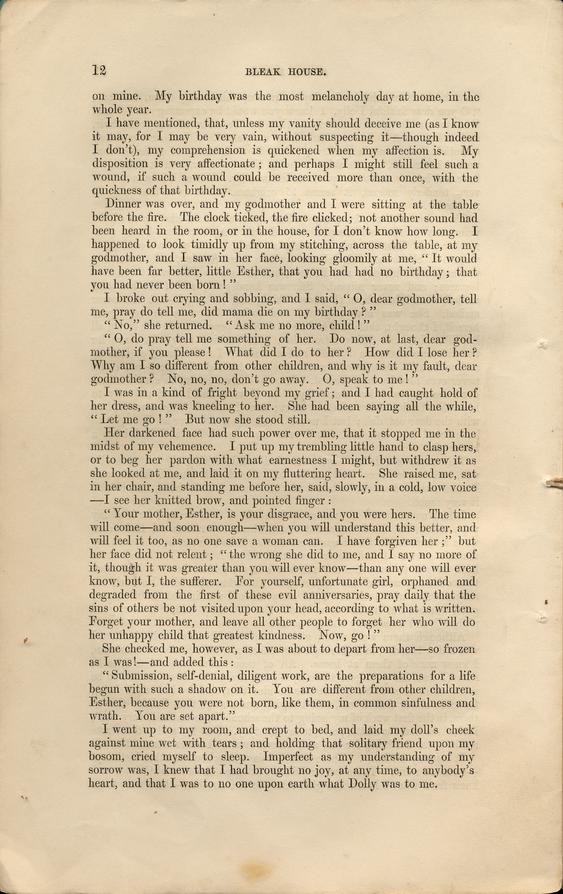 12
BLEAK HOUSE.
on mine. My birthday was the most melancholy day at home, in the
whole year.
I have mentioned, that, unless my vanity should deceive me (as I know
it may, for I may be very vain, without suspecting it—though indeed
I don't), my comprehension is quickened when my affection is. My
disposition is very affectionate; and perhaps I might still feel such a
wound, if such a wound could be received more than once, with the
quickness of that birthday.
Dinner was over, and my godmother and I were sitting at the table
before the fire. The clock ticked, the fire clicked; not another sound had
been heard in the room, or in the house, for I don't know how long. I
happened to look timidly up from my stitching, across the table, at my
godmother, and I saw in her face, looking gloomily at me, "It would
have been far better, little Esther, that you had had no birthday; that
you had never been born!"
I broke out crying and sobbing, and I said, "O, dear godmother, tell
me, pray do tell me, did mama die on my birthday?"
"No," she returned. "Ask me no more, child!"
"O, do pray tell me something of her. Do now, at last, dear god-
mother, if you please! What did I do to her? How did I lose her?
Why am I so different from other children, and why is it my fault, dear
godmother? No, no, no, don't go away. O, speak to me!"
I was in a kind of fright beyond my grief; and I had caught hold of
her dress, and was kneeling to her. She had been saying all the while,
"Let me go!" But now she stood still.
Her darkened face had such power over me, that it stopped me in the
midst of my vehemence. I put up my trembling little hand to clasp hers,
or to beg her pardon with what earnestness I might, but withdrew it as
she looked at me, and laid it on my fluttering heart. She raised me, sat
in her chair, and standing me before her, said, slowly, in a cold, low voice
—I see her knitted brow, and pointed finger:
"Your mother, Esther, is your disgrace, and you were hers. The time
will come—and soon enough—when you will understand this better, and
will feel it too, as no one save a woman can. I have forgiven her;" but
her face did not relent; "the wrong she did to me, and I say no more of
it, though it was greater than you will ever know—than any one will ever
know, but I, the sufferer. For yourself, unfortunate girl, orphaned and
degraded from the first of these evil anniversaries, pray daily that the
sins of others be not visited upon your head, according to what is written.
Forget your mother, and leave all other people to forget her who will do
her unhappy child that greatest kindness. Now, go!"
She checked me, however, as I was about to depart from her—so frozen
as I was!—and added this:
"Submission, self-denial, diligent work, are the preparations for a life
begun with such a shadow on it. You are different from other children,
Esther, because you were not born, like them, in common sinfulness and
wrath. You are set apart."
I went up to my room, and crept to bed, and laid my doll's cheek
against mine wet with tears; and holding that solitary friend upon my
bosom, cried myself to sleep. Imperfect as my understanding of my
sorrow was, I knew that I had brought no joy, at any time, to anybody's
heart, and that I was to no one upon earth what Dolly was to me.